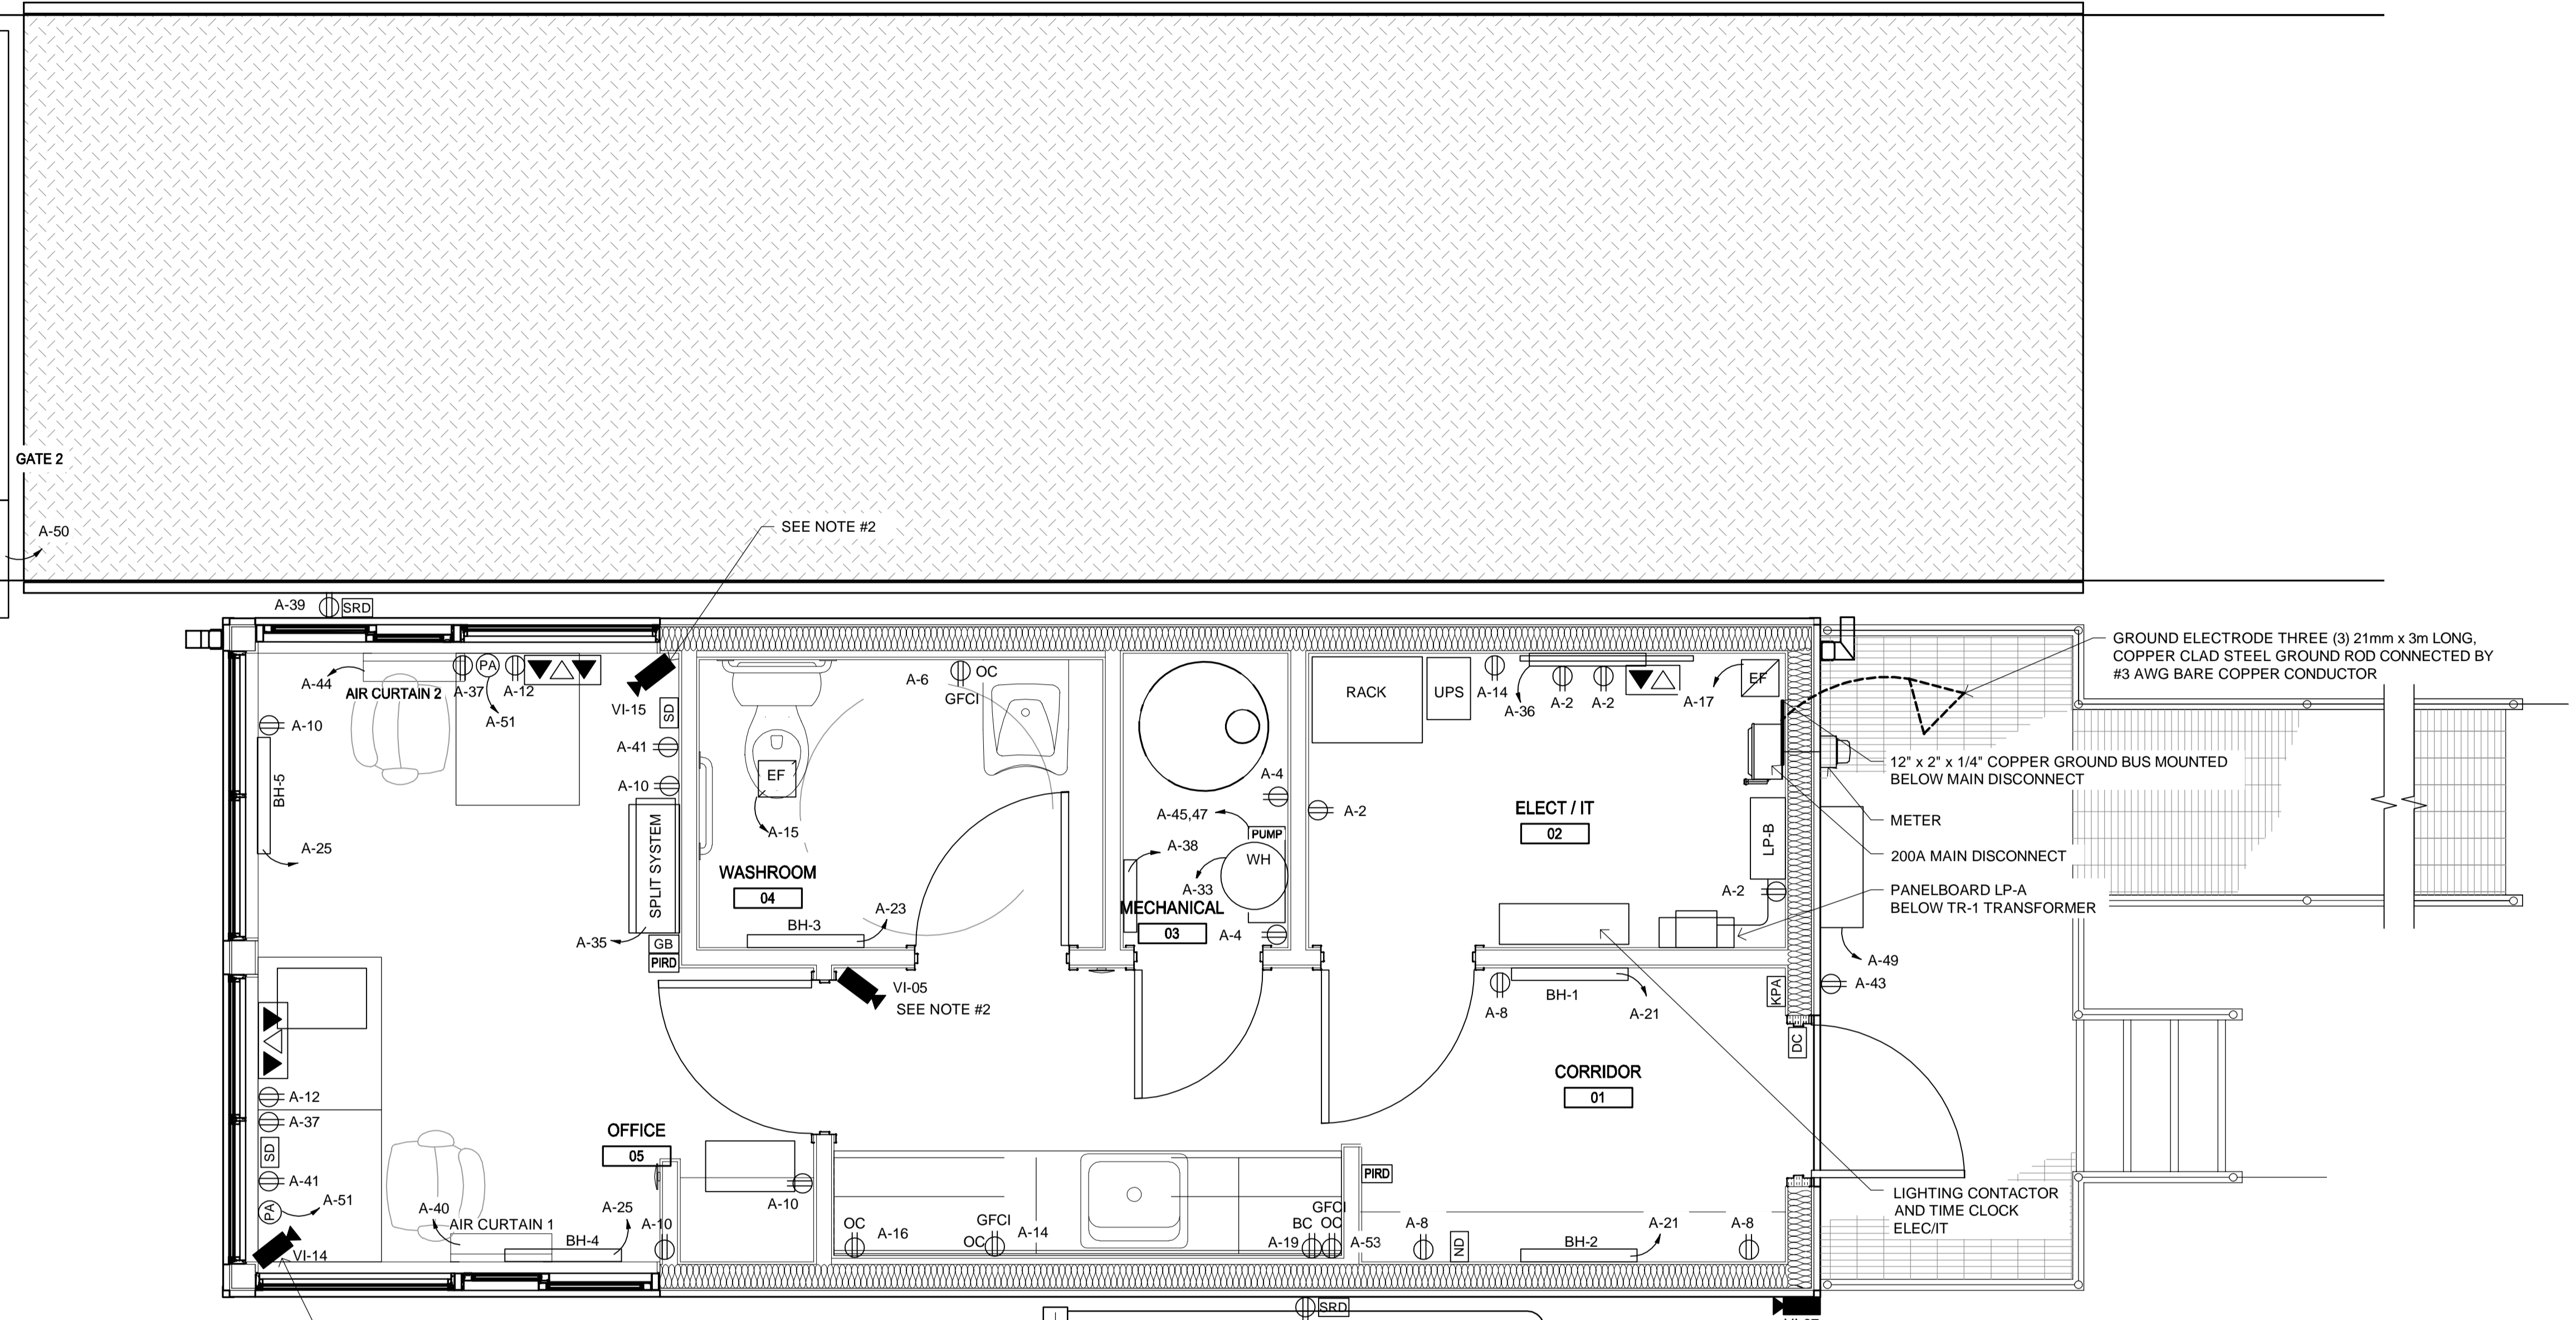 GATE 2
A-50
SEE NOTE #2
A-39
SRD
GROUND ELECTRODE THREE (3) 21mm x 3m LONG,
COPPER CLAD STEEL GROUND ROD CONNECTED BY
#3 AWG BARE COPPER CONDUCTOR
A-44
AIR CURTAIN 2
A-37
PA
A-12
A-51
VI-15
SD
A-6
OC
GFCI
RACK
UPS
A-14
A-36
A-2
A-2
A-17
EF
A-10
A-41
A-10
BH-5
A-25
SPLIT SYSTEM
EF
A-15
A-4
A-45,47
PUMP
A-2
ELECT / IT
02
12" x 2" x 1/4" COPPER GROUND BUS MOUNTED
BELOW MAIN DISCONNECT
METER
LP-B
200A MAIN DISCONNECT
A-38
WH
A-33
WASHROOM
04
A-23
BH-3
MECHANICAL
03
A-4
A-2
PANELBOARD LP-A
BELOW TR-1 TRANSFORMER
A-35
GB
PIRD
VI-05
SEE NOTE #2
A-8
BH-1
A-21
KPA
A-49
A-43
DC
CORRIDOR
01
A-12
A-37
SD
A-41
PA
A-51
OFFICE
05
A-10
PIRD
A-40
AIR CURTAIN 1
A-25
BH-4
A-10
VI-14
OC
A-16
GFCI
OC
A-14
GFCI
BC
OC
A-19
A-53
A-8
ND
BH-2
A-21
A-8
LIGHTING CONTACTOR
AND TIME CLOCK
ELEC/IT
SRD